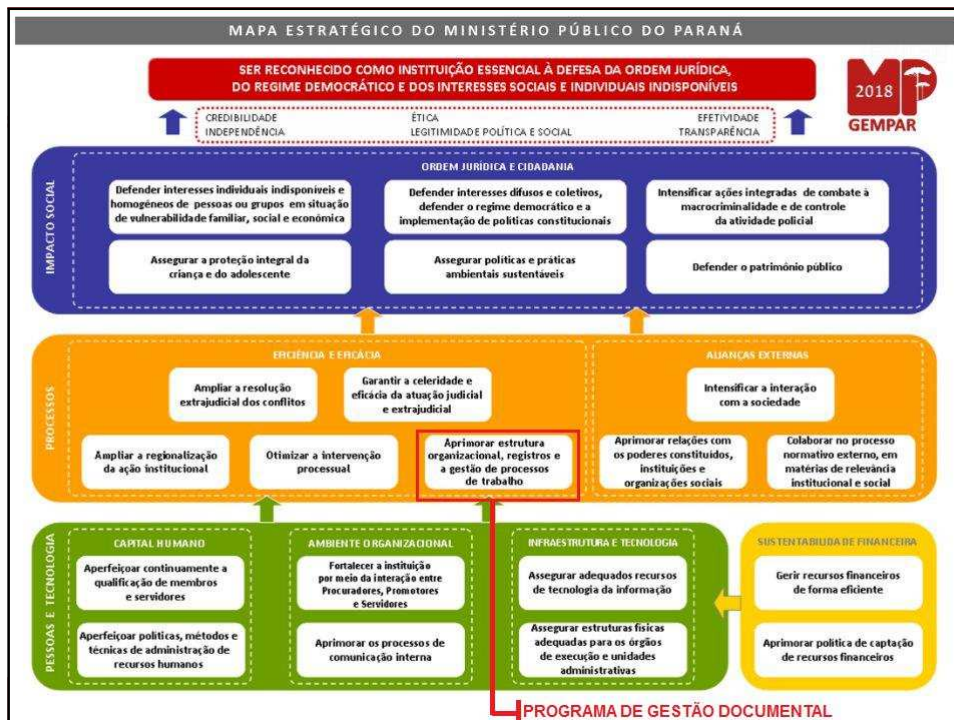 MAPA ESTRATÉGICO DO MINISTÉRIO PÚBLICO DO PARANÁ
SER RECONHECIDO COMO INSTITUIÇÃO ESSENCIAL À DEFESA DA ORDEM JURÍDICA,
DO REGIME DEMOCRÁTICO E DOS INTERESSES SOCIAIS E INDIVIDUAIS INDISPONÍVEIS
MP
2018
GEMPAR
CREDIBILIDADE
INDEPENDÊNCIA
ÉTICA
LEGITIMIDADE POLÍTICA E SOCIAL
EFETIVIDADE
TRANSPARÊNCIA
IMPACTO SOCIAL
ORDEM JURÍDICA E CIDADANIA
Defender interesses individuais indisponíveis e
homogéneos de pessoas ou grupos em situação
de vulnerabilidade familiar, social e económica
Defender interesses difusos e coletivos,
defender o regime democrático e a
implementação de políticas constitucionais
Intensificar ações integradas de combate à
macrocriminalidade e de controle
da atividade policial
Assegurar a proteção integral da
criança e do adolescente
Assegurar políticas e práticas
ambientais sustentáveis
Defender o património público
PROCESSOS
EFICIÊNCIA E EFICÁCIA
Ampliar a resolução
extrajudicial dos conflitos
Garantir a celeridade e
eficácia da atuação judicial
e extrajudicial
Ampliar a regionalização
da ação institucional
Otimizar a intervenção
processual
Aprimorar estrutura
organizacional, registros e
a gestão de processos
de trabalho
ALIANÇAS EXTERNAS
Intensificar a interação
com a sociedade
Aprimorar relações com
os poderes constituídos,
instituições e
organizações sociais
Colaborar no processo
normativo externo, em
matérias de relevância
institucional e social
PESSOAS E TECNOLOGIA
CAPITAL HUMANO
Aperfeiçoar continuamente a
qualificação de membros
e servidores
Aperfeiçoar políticas, métodos e
técnicas de administração de
recursos humanos
AMBIENTE ORGANIZACIONAL
Fortalecer a instituição
por meio da interação entre
Procuradores, Promotores
e Servidores
Aprimorar os processos de
comunicação interna
INFRAESTRUTURA E TECNOLOGIA
Assegurar adequados recursos
de tecnologia da informação
Assegurar estruturas físicas
adequadas para os órgãos
de execução e unidades
administrativas
SUSTENTABILIDADE FINANCEIRA
Gerir recursos financeiros
de forma eficiente
Aprimorar política de captação
de recursos financeiros
PROGRAMA DE GESTÃO DOCUMENTAL